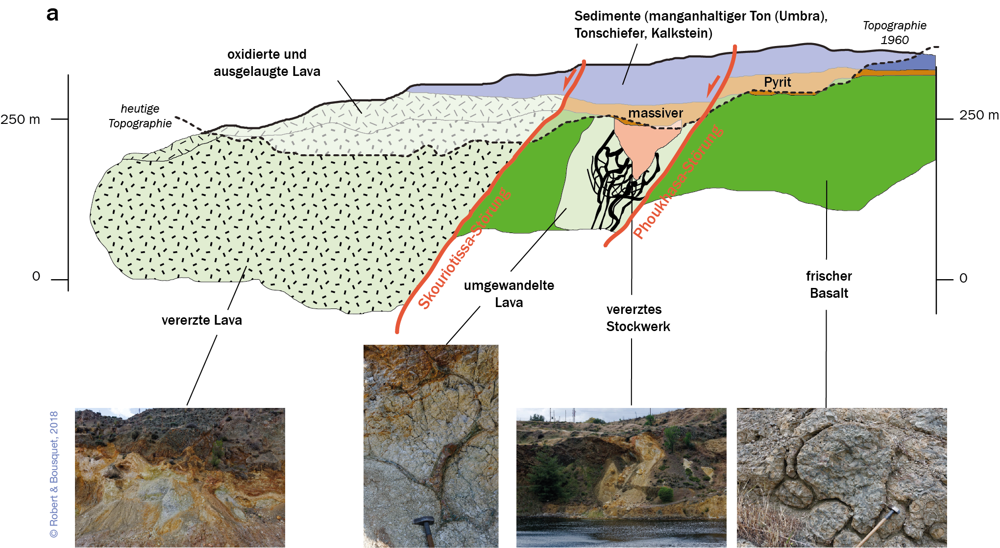 a
Sedimente (manganhaltiger Ton (Umbra),
Tonschiefer, Kalkstein)
Topographie
1960
oxidierte und
ausgelaugte Lava
heutige
Topographie
Pyrit
massiver
250 m
250 m
0
0
Skouriotissa-Störung
Phoukhasa-Störung
umgewandelte
Lava
frischer
Basalt
vererztes
Stockwerk
vererzte Lava
© Robert & Bousquet, 2018